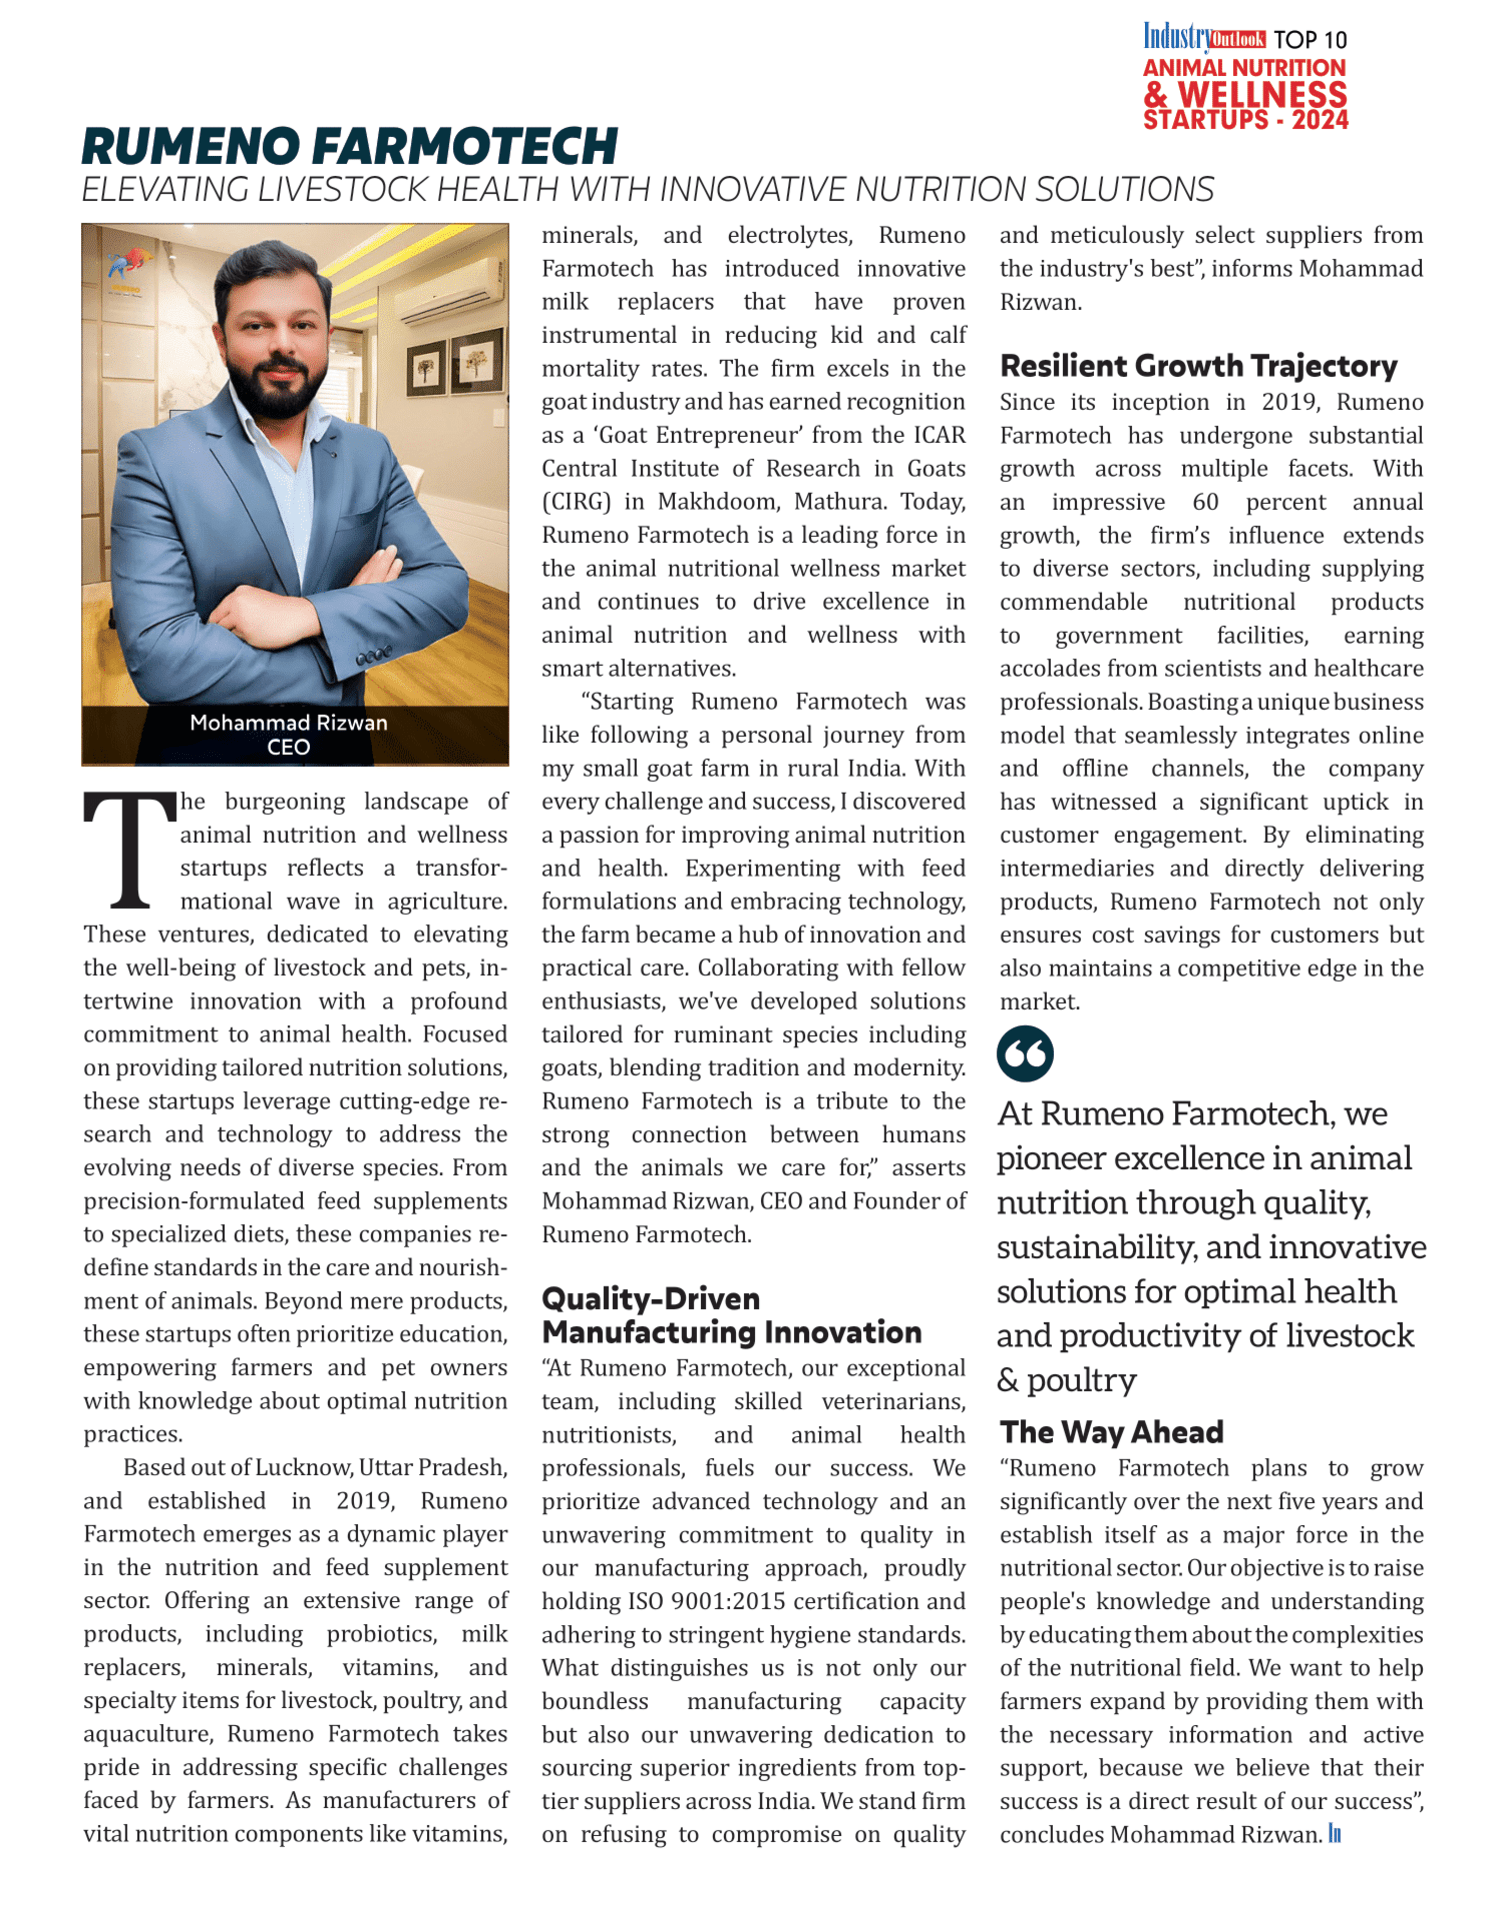 Industry Outlook TOP 10
ANIMAL NUTRITION
& WELLNESS
STARTUPS - 2024
RUMENO FARMOTECH
ELEVATING LIVESTOCK HEALTH WITH INNOVATIVE NUTRITION SOLUTIONS
Mohammad Rizwan
CEO
The burgeoning landscape of
animal nutrition and wellness
startups reflects a transfor-
mational wave in agriculture.
These ventures, dedicated to elevating
the well-being of livestock and pets, in-
tertwine innovation with a profound
commitment to animal health. Focused
on providing tailored nutrition solutions,
these startups leverage cutting-edge re-
search and technology to address the
evolving needs of diverse species. From
precision-formulated feed supplements
to specialized diets, these companies re-
define standards in the care and nourish-
ment of animals. Beyond mere products,
these startups often prioritize education,
empowering farmers and pet owners
with knowledge about optimal nutrition
practices.
Based out of Lucknow, Uttar Pradesh,
and established in 2019, Rumeno
Farmotech emerges as a dynamic player
in the nutrition and feed supplement
sector. Offering an extensive range of
products, including probiotics, milk
replacers, minerals, vitamins, and
specialty items for livestock, poultry, and
aquaculture, Rumeno Farmotech takes
pride in addressing specific challenges
faced by farmers. As manufacturers of
vital nutrition components like vitamins,
minerals, and electrolytes, Rumeno
Farmotech has introduced innovative
milk replacers that have proven
instrumental in reducing kid and calf
mortality rates. The firm excels in the
goat industry and has earned recognition
as a ‘Goat Entrepreneur’ from the ICAR
Central Institute of Research in Goats
(CIRG) in Makhdoom, Mathura. Today,
Rumeno Farmotech is a leading force in
the animal nutritional wellness market
and continues to drive excellence in
animal nutrition and wellness with
smart alternatives.
“Starting Rumeno Farmotech was
like following a personal journey from
my small goat farm in rural India. With
every challenge and success, I discovered
a passion for improving animal nutrition
and health. Experimenting with feed
formulations and embracing technology,
the farm became a hub of innovation and
practical care. Collaborating with fellow
enthusiasts, we've developed solutions
tailored for ruminant species including
goats, blending tradition and modernity.
Rumeno Farmotech is a tribute to the
strong connection between humans
and the animals we care for,” asserts
Mohammad Rizwan, CEO and Founder of
Rumeno Farmotech.
Quality-Driven
Manufacturing Innovation
“At Rumeno Farmotech, our exceptional
team, including skilled veterinarians,
nutritionists, and animal health
professionals, fuels our success. We
prioritize advanced technology and an
unwavering commitment to quality in
our manufacturing approach, proudly
holding ISO 9001:2015 certification and
adhering to stringent hygiene standards.
What distinguishes us is not only our
boundless manufacturing capacity
but also our unwavering dedication to
sourcing superior ingredients from top-
tier suppliers across India. We stand firm
on refusing to compromise on quality
and meticulously select suppliers from
the industry's best”, informs Mohammad
Rizwan.
Resilient Growth Trajectory
Since its inception in 2019, Rumeno
Farmotech has undergone substantial
growth across multiple facets. With
an impressive 60 percent annual
growth, the firm’s influence extends
to diverse sectors, including supplying
commendable nutritional products
to government facilities, earning
accolades from scientists and healthcare
professionals. Boasting a unique business
model that seamlessly integrates online
and offline channels, the company
has witnessed a significant uptick in
customer engagement. By eliminating
intermediaries and directly delivering
products, Rumeno Farmotech not only
ensures cost savings for customers but
also maintains a competitive edge in the
market.
“
At Rumeno Farmotech, we
pioneer excellence in animal
nutrition through quality,
sustainability, and innovative
solutions for optimal health
and productivity of livestock
& poultry
The Way Ahead
“Rumeno Farmotech plans to grow
significantly over the next five years and
establish itself as a major force in the
nutritional sector. Our objective is to raise
people's knowledge and understanding
by educating them about the complexities
of the nutritional field. We want to help
farmers expand by providing them with
the necessary information and active
support, because we believe that their
success is a direct result of our success”,
concludes Mohammad Rizwan. In